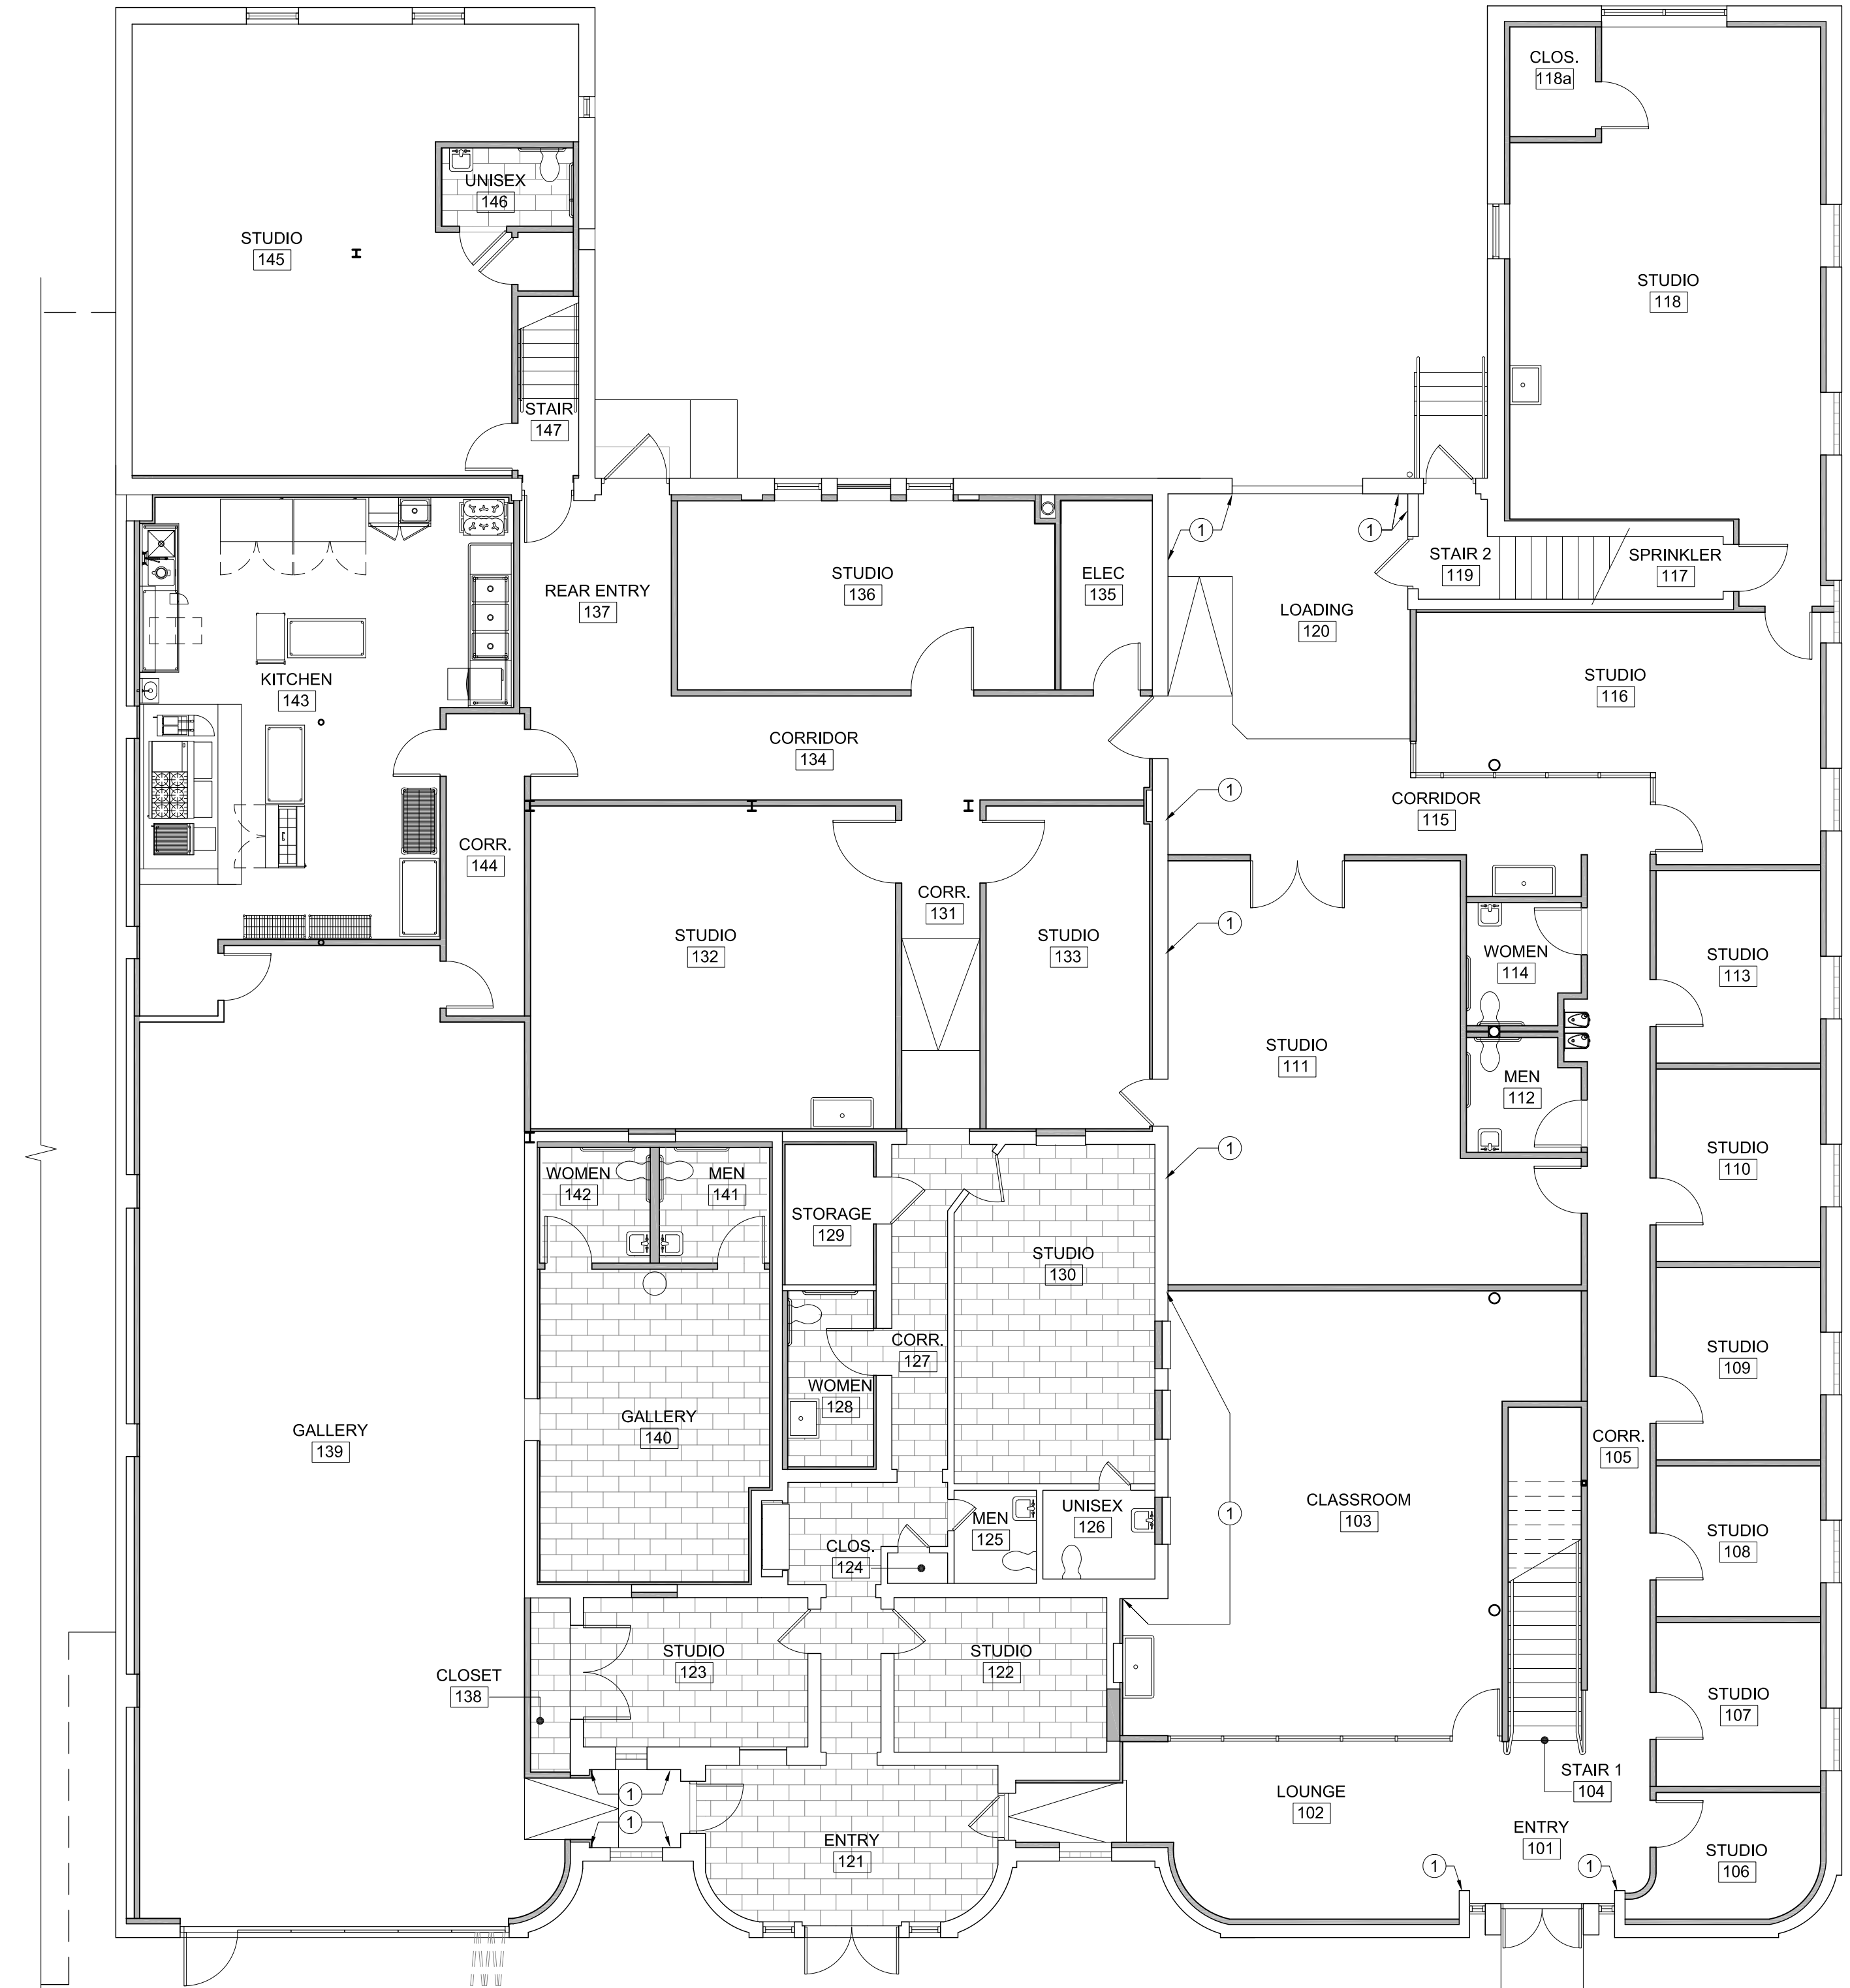 CLOS.
118a
UNISEX
146
STUDIO
145
STUDIO
118
STAIR
147
1
1
STAIR 2
119
SPRINKLER
117
STUDIO
136
ELEC
135
REAR ENTRY
137
LOADING
120
KITCHEN
143
STUDIO
116
CORRIDOR
134
1
CORRIDOR
115
CORR.
144
CORR.
131
1
STUDIO
132
STUDIO
133
WOMEN
114
STUDIO
113
STUDIO
111
MEN
112
1
WOMEN
142
MEN
141
STUDIO
110
STORAGE
129
STUDIO
130
CORR.
127
STUDIO
109
WOMEN
128
GALLERY
140
GALLERY
139
CORR.
105
CLASSROOM
103
UNISEX
126
MEN
125
1
CLOS.
124
STUDIO
108
STUDIO
123
STUDIO
122
CLOSET
138
STUDIO
107
STAIR 1
104
1
LOUNGE
102
1
ENTRY
121
ENTRY
101
STUDIO
106
1
1